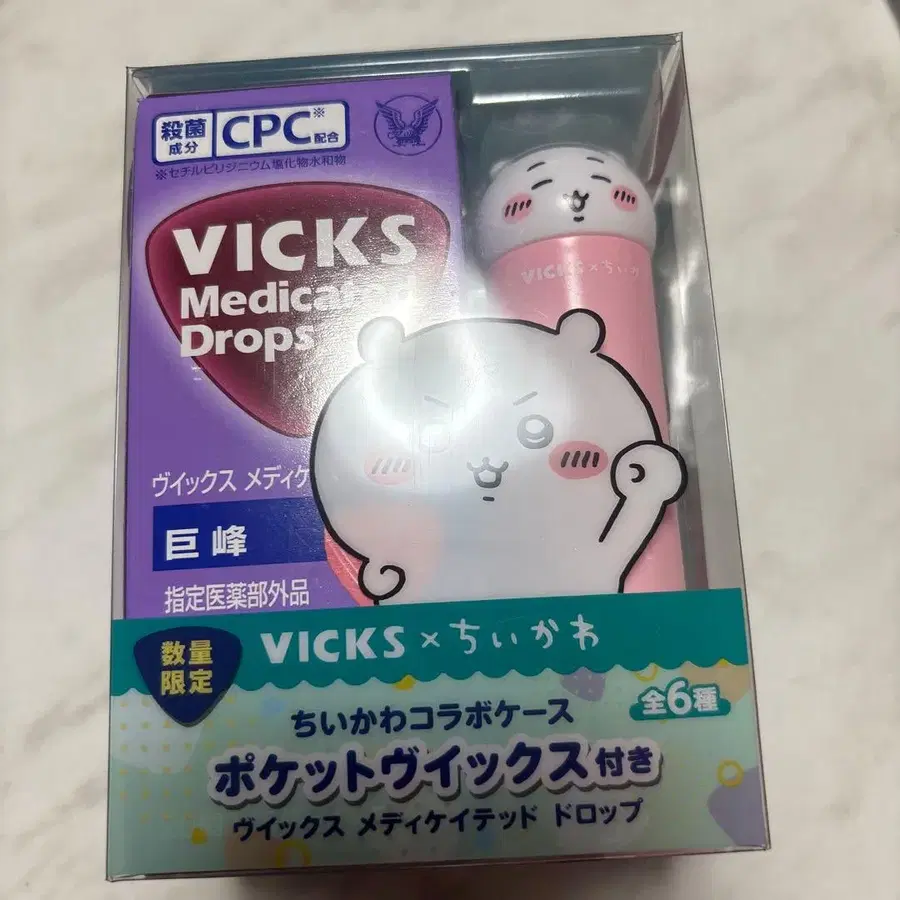 殺菌成分 CPC※配合
※セチルピリジニウム塩化物水和物
VICKS
Medicated
Drops
VICKS×ちいかわ
ヴイックス メディケ
巨峰
指定医薬部外品
数量限定
VICKS×ちいかわ
全6種
ちいかわコラボケース
ポケットヴイックス付き
ヴイックス メディケイテッド ドロップ